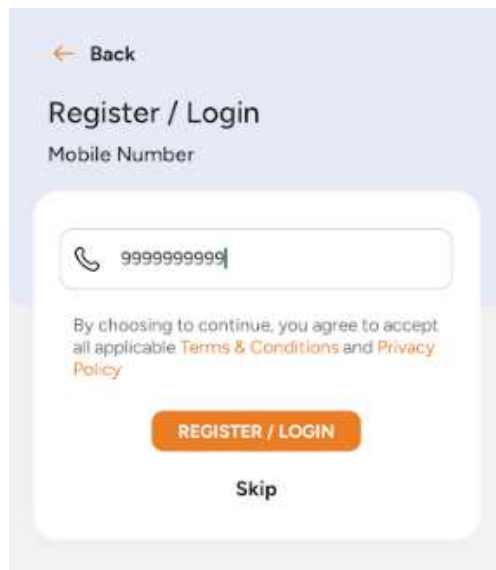 Back
Register / Login
Mobile Number
9999999999
By choosing to continue, you agree to accept
all applicable Terms & Conditions and Privacy
Policy
REGISTER / LOGIN
Skip